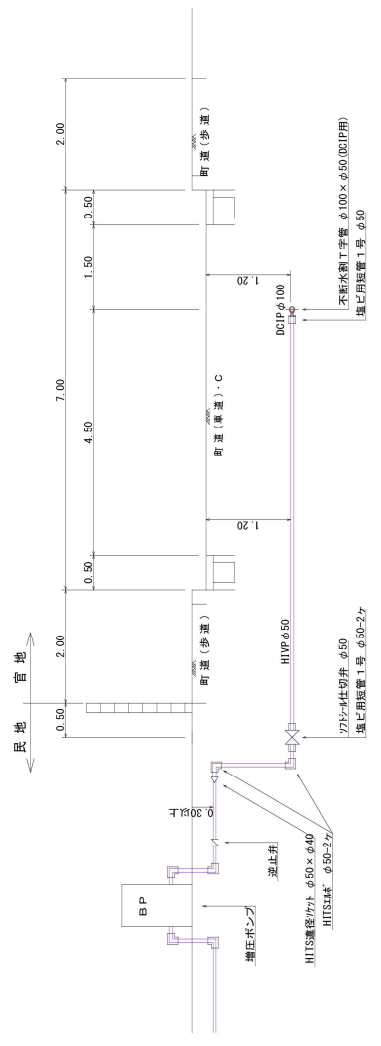 民 地
官 地
0.50
2.00
7.00
2.00
0.50
4.50
1.50
0.50
町 道 ( 歩 道 )
町 道 ( 車 道 ) ・ C
町 道 ( 歩 道 )
1.20
1.20
BP
0.30以上
HIVPφ50
DCIPφ100
増圧ポンプ
逆止弁
HITS違径ソケット φ50×φ40
HITSエルボ φ50-2ヶ
ソフトシール仕切弁 φ50
塩ビ用短管1号 φ50-2ヶ
不断水割T字管 φ100×φ50(DCIP用)
塩ビ用短管1号 φ50